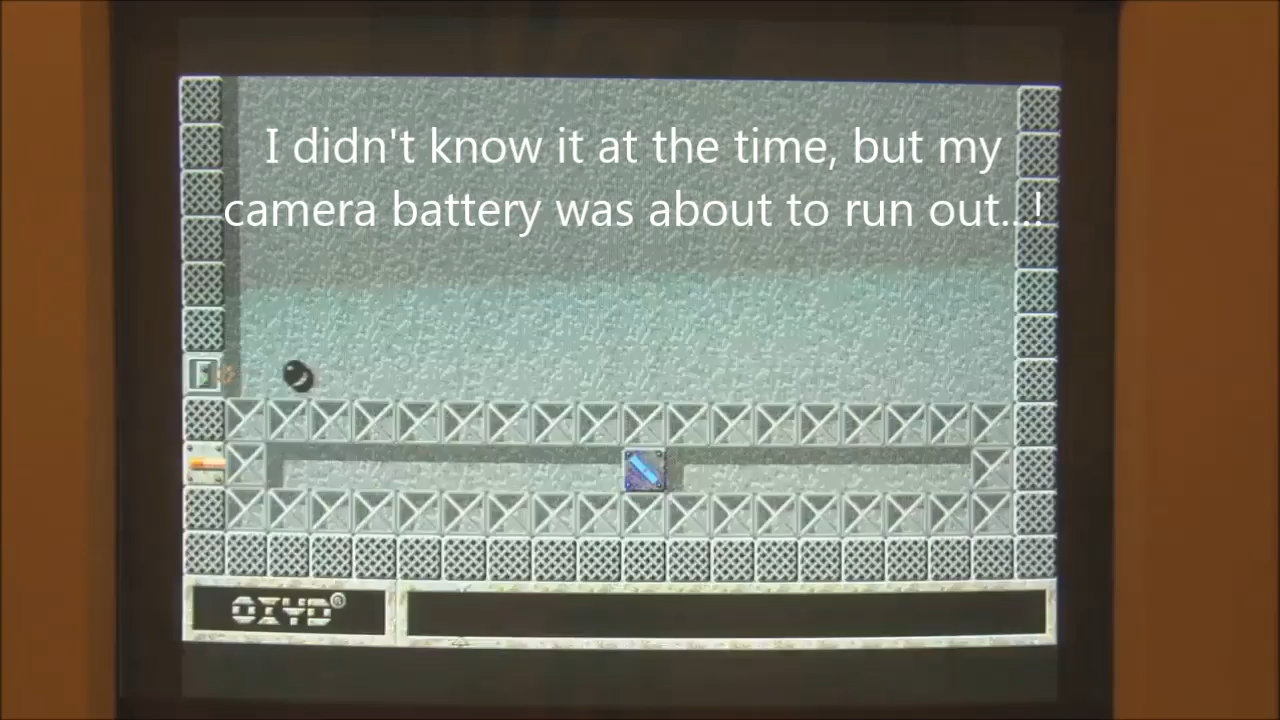 I didn't know it at the time, but my
camera battery was about to run out...!
OXYD®